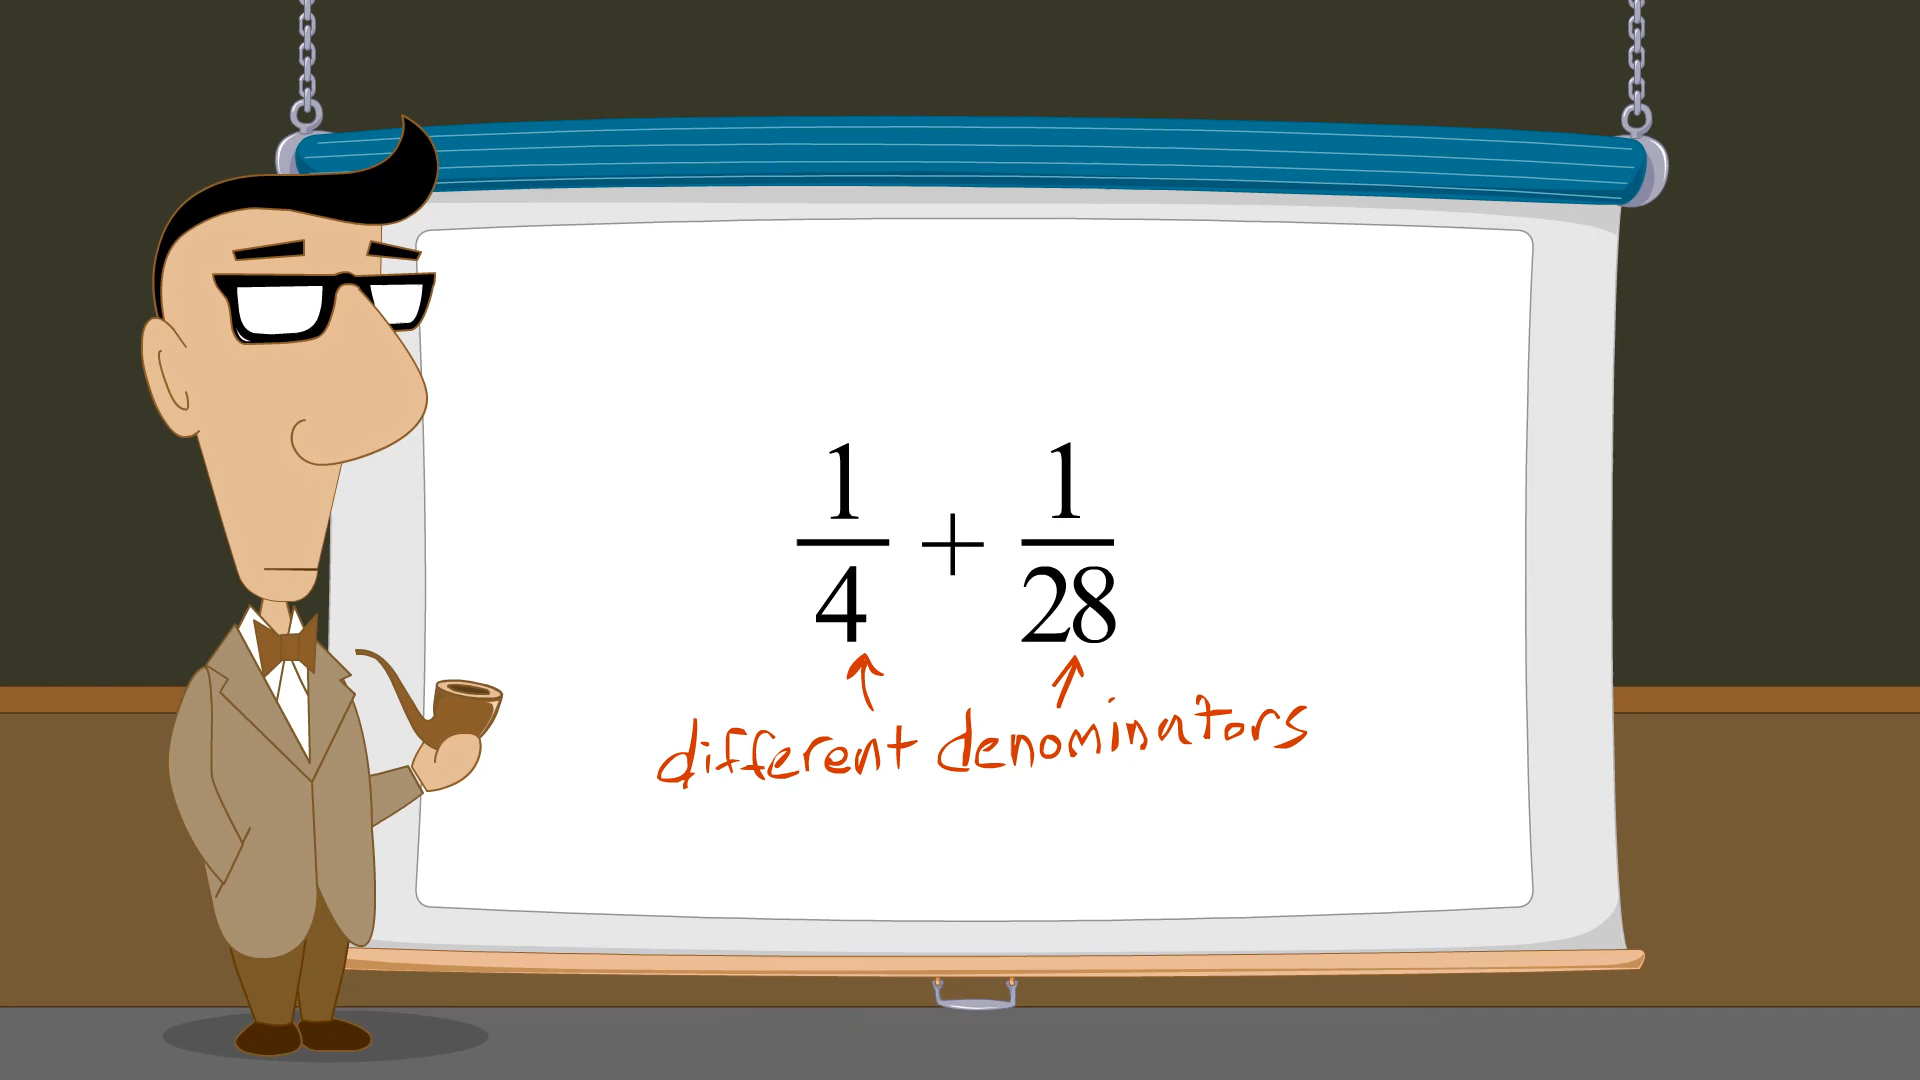 1/4 + 1/28
different denominators